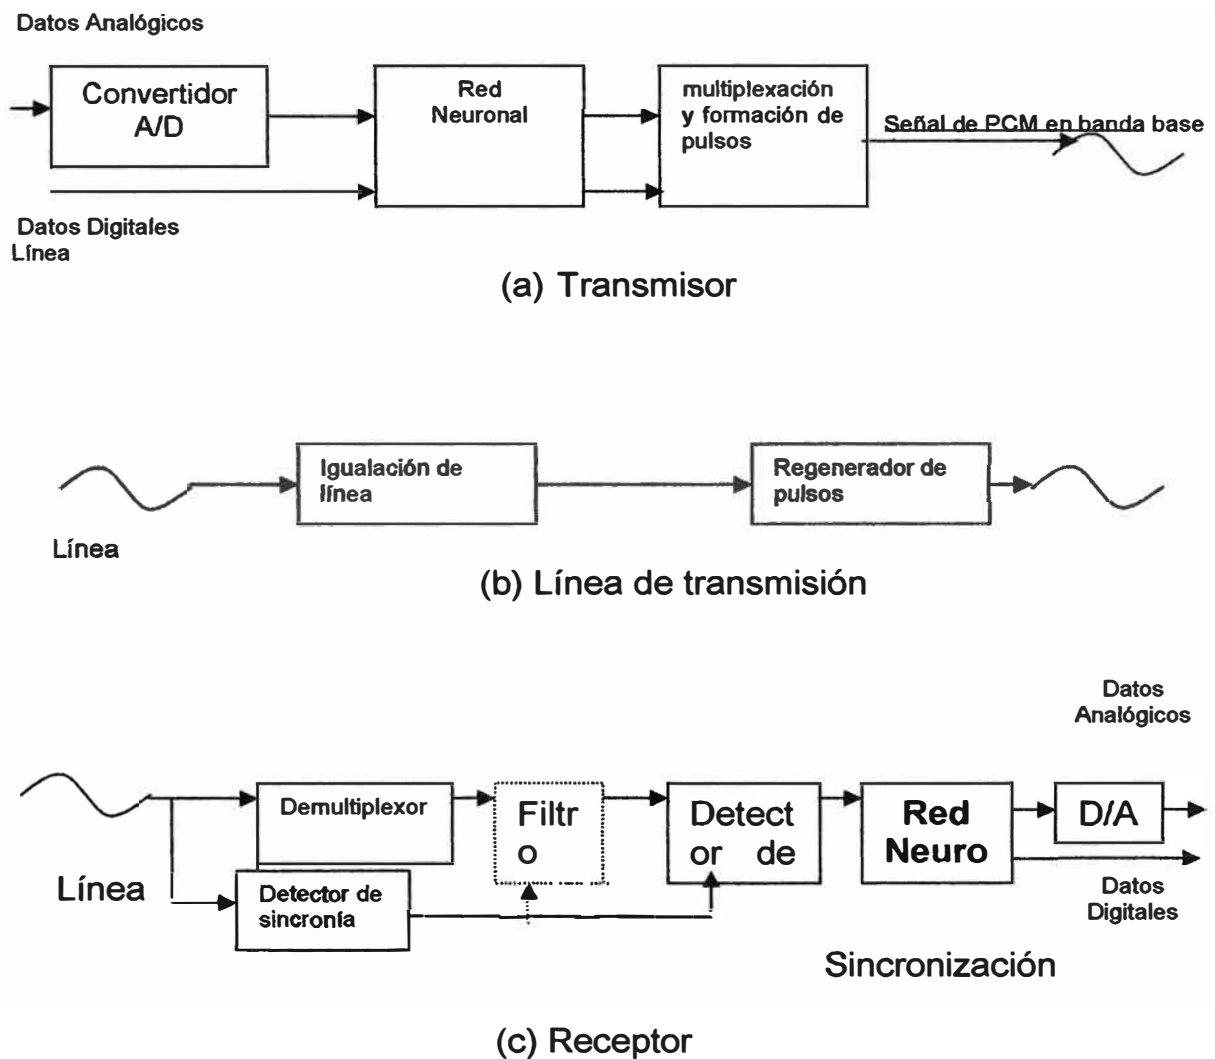 Datos Analógicos
Convertidor
A/D
Red
Neuronal
multiplexación
y formación de
pulsos
Señal de PCM en banda base
Datos Digitales
Línea
(a) Transmisor
Igualación de
línea
Regenerador de
pulsos
Línea
(b) Línea de transmisión
Datos
Analógicos
Demultiplexor
Filtr
o
Detect
or de
Red
Neuro
D/A
Línea
Detector de
sincronía
Datos
Digitales
Sincronización
(c) Receptor